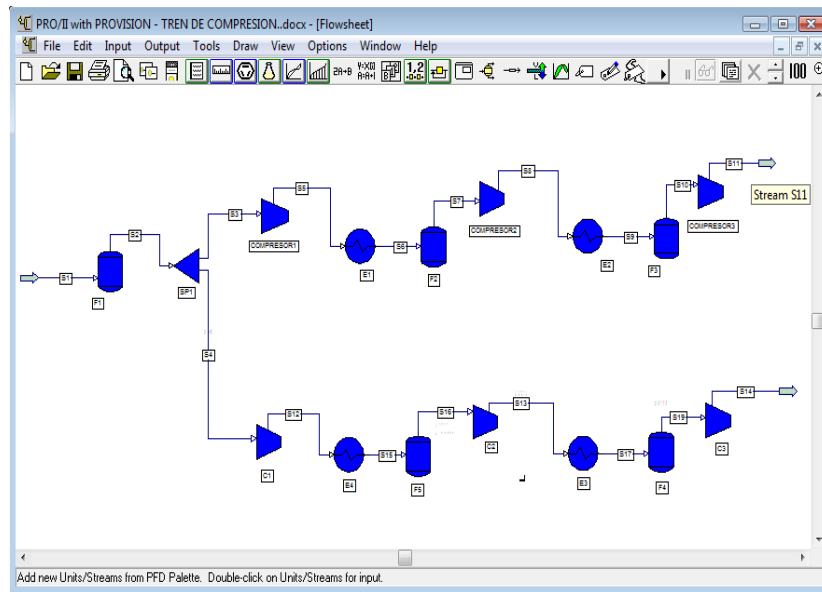 PRO/II with PROVISION - TREN DE COMPRESION..docx - [Flowsheet]
File Edit Input Output Tools Draw View Options Window Help
100
S11
S10
S8
S7
S5
S3
S2
Stream S11
COMPRESOR1
COMPRESOR2
COMPRESOR3
S6
S9
S1
E1
E2
F1
SP1
F2
F3
S4
S14
S12
S16
S13
S19
C1
C2
C3
S15
S17
E4
F5
E3
F4
Add new Units/Streams from PFD Palette. Double-click on Units/Streams for input.